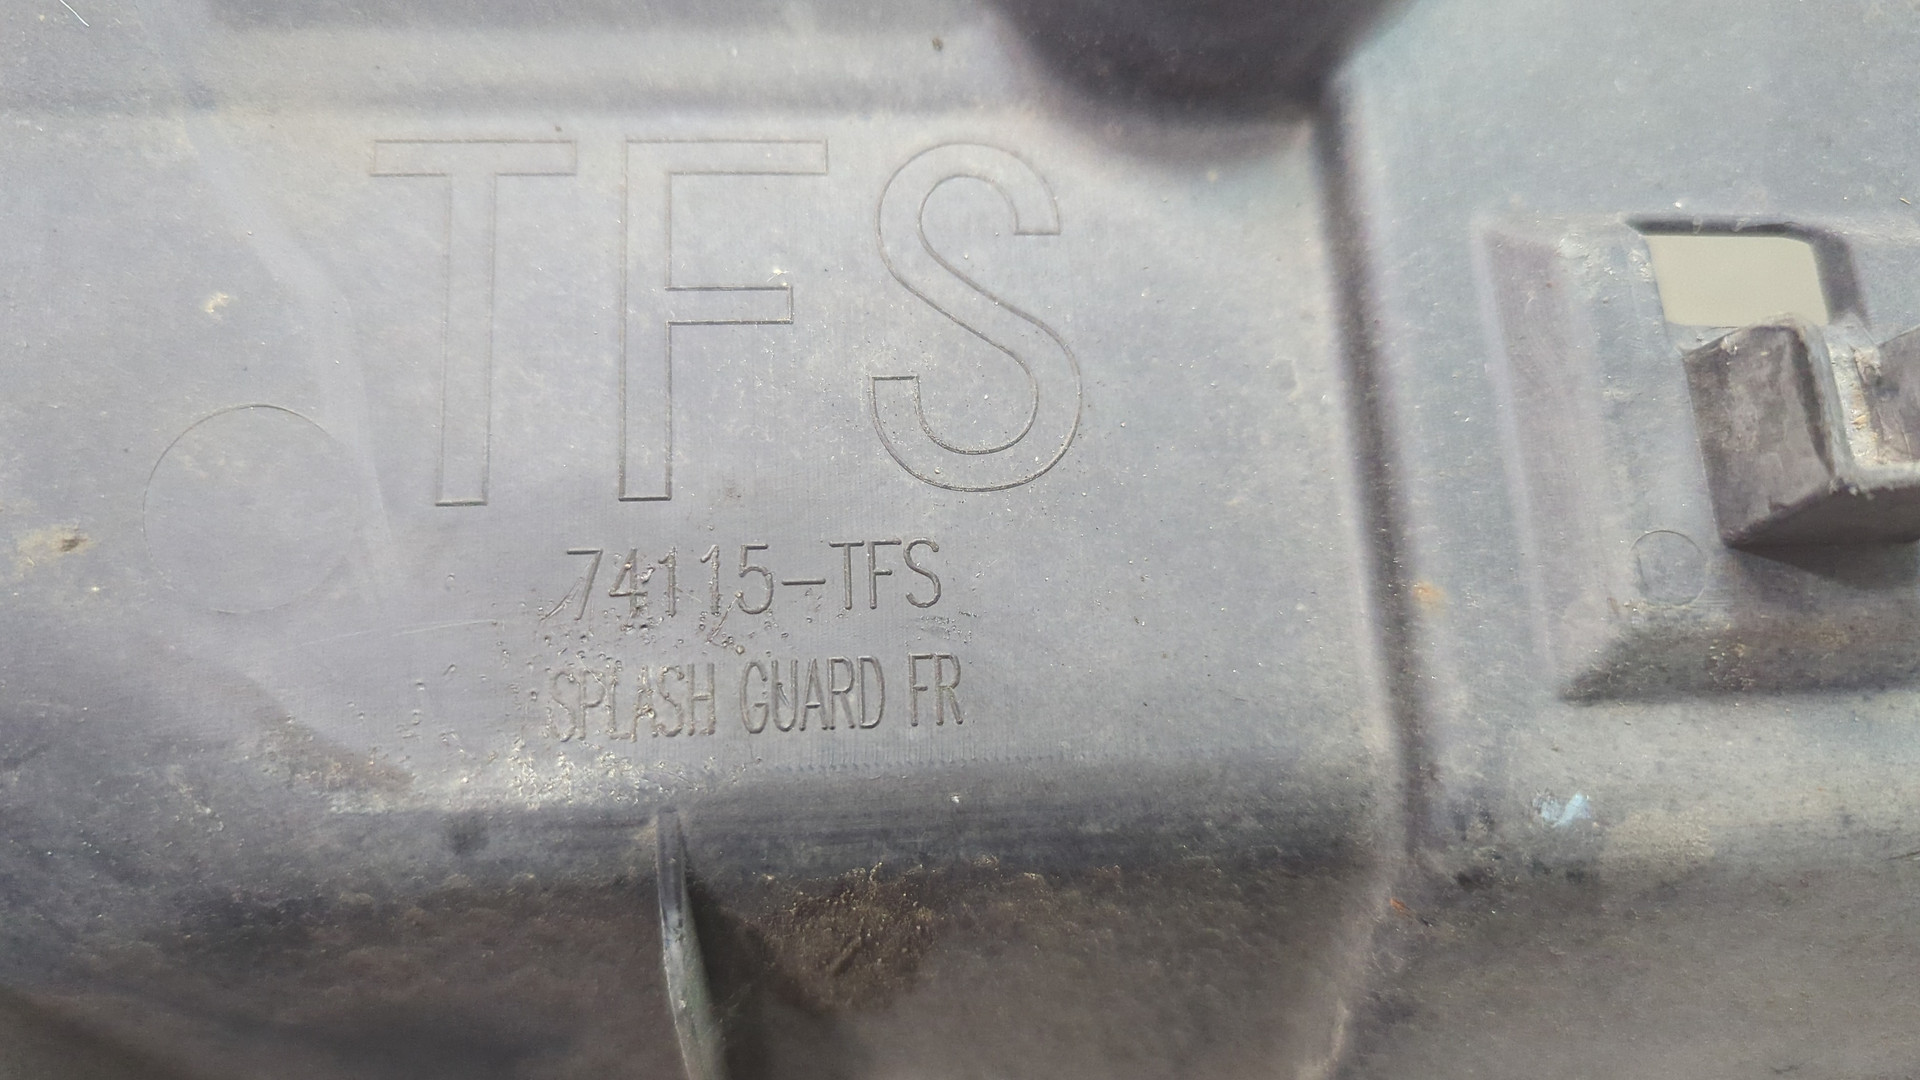 TFS
74115-TFS
SPLASH GUARD FR